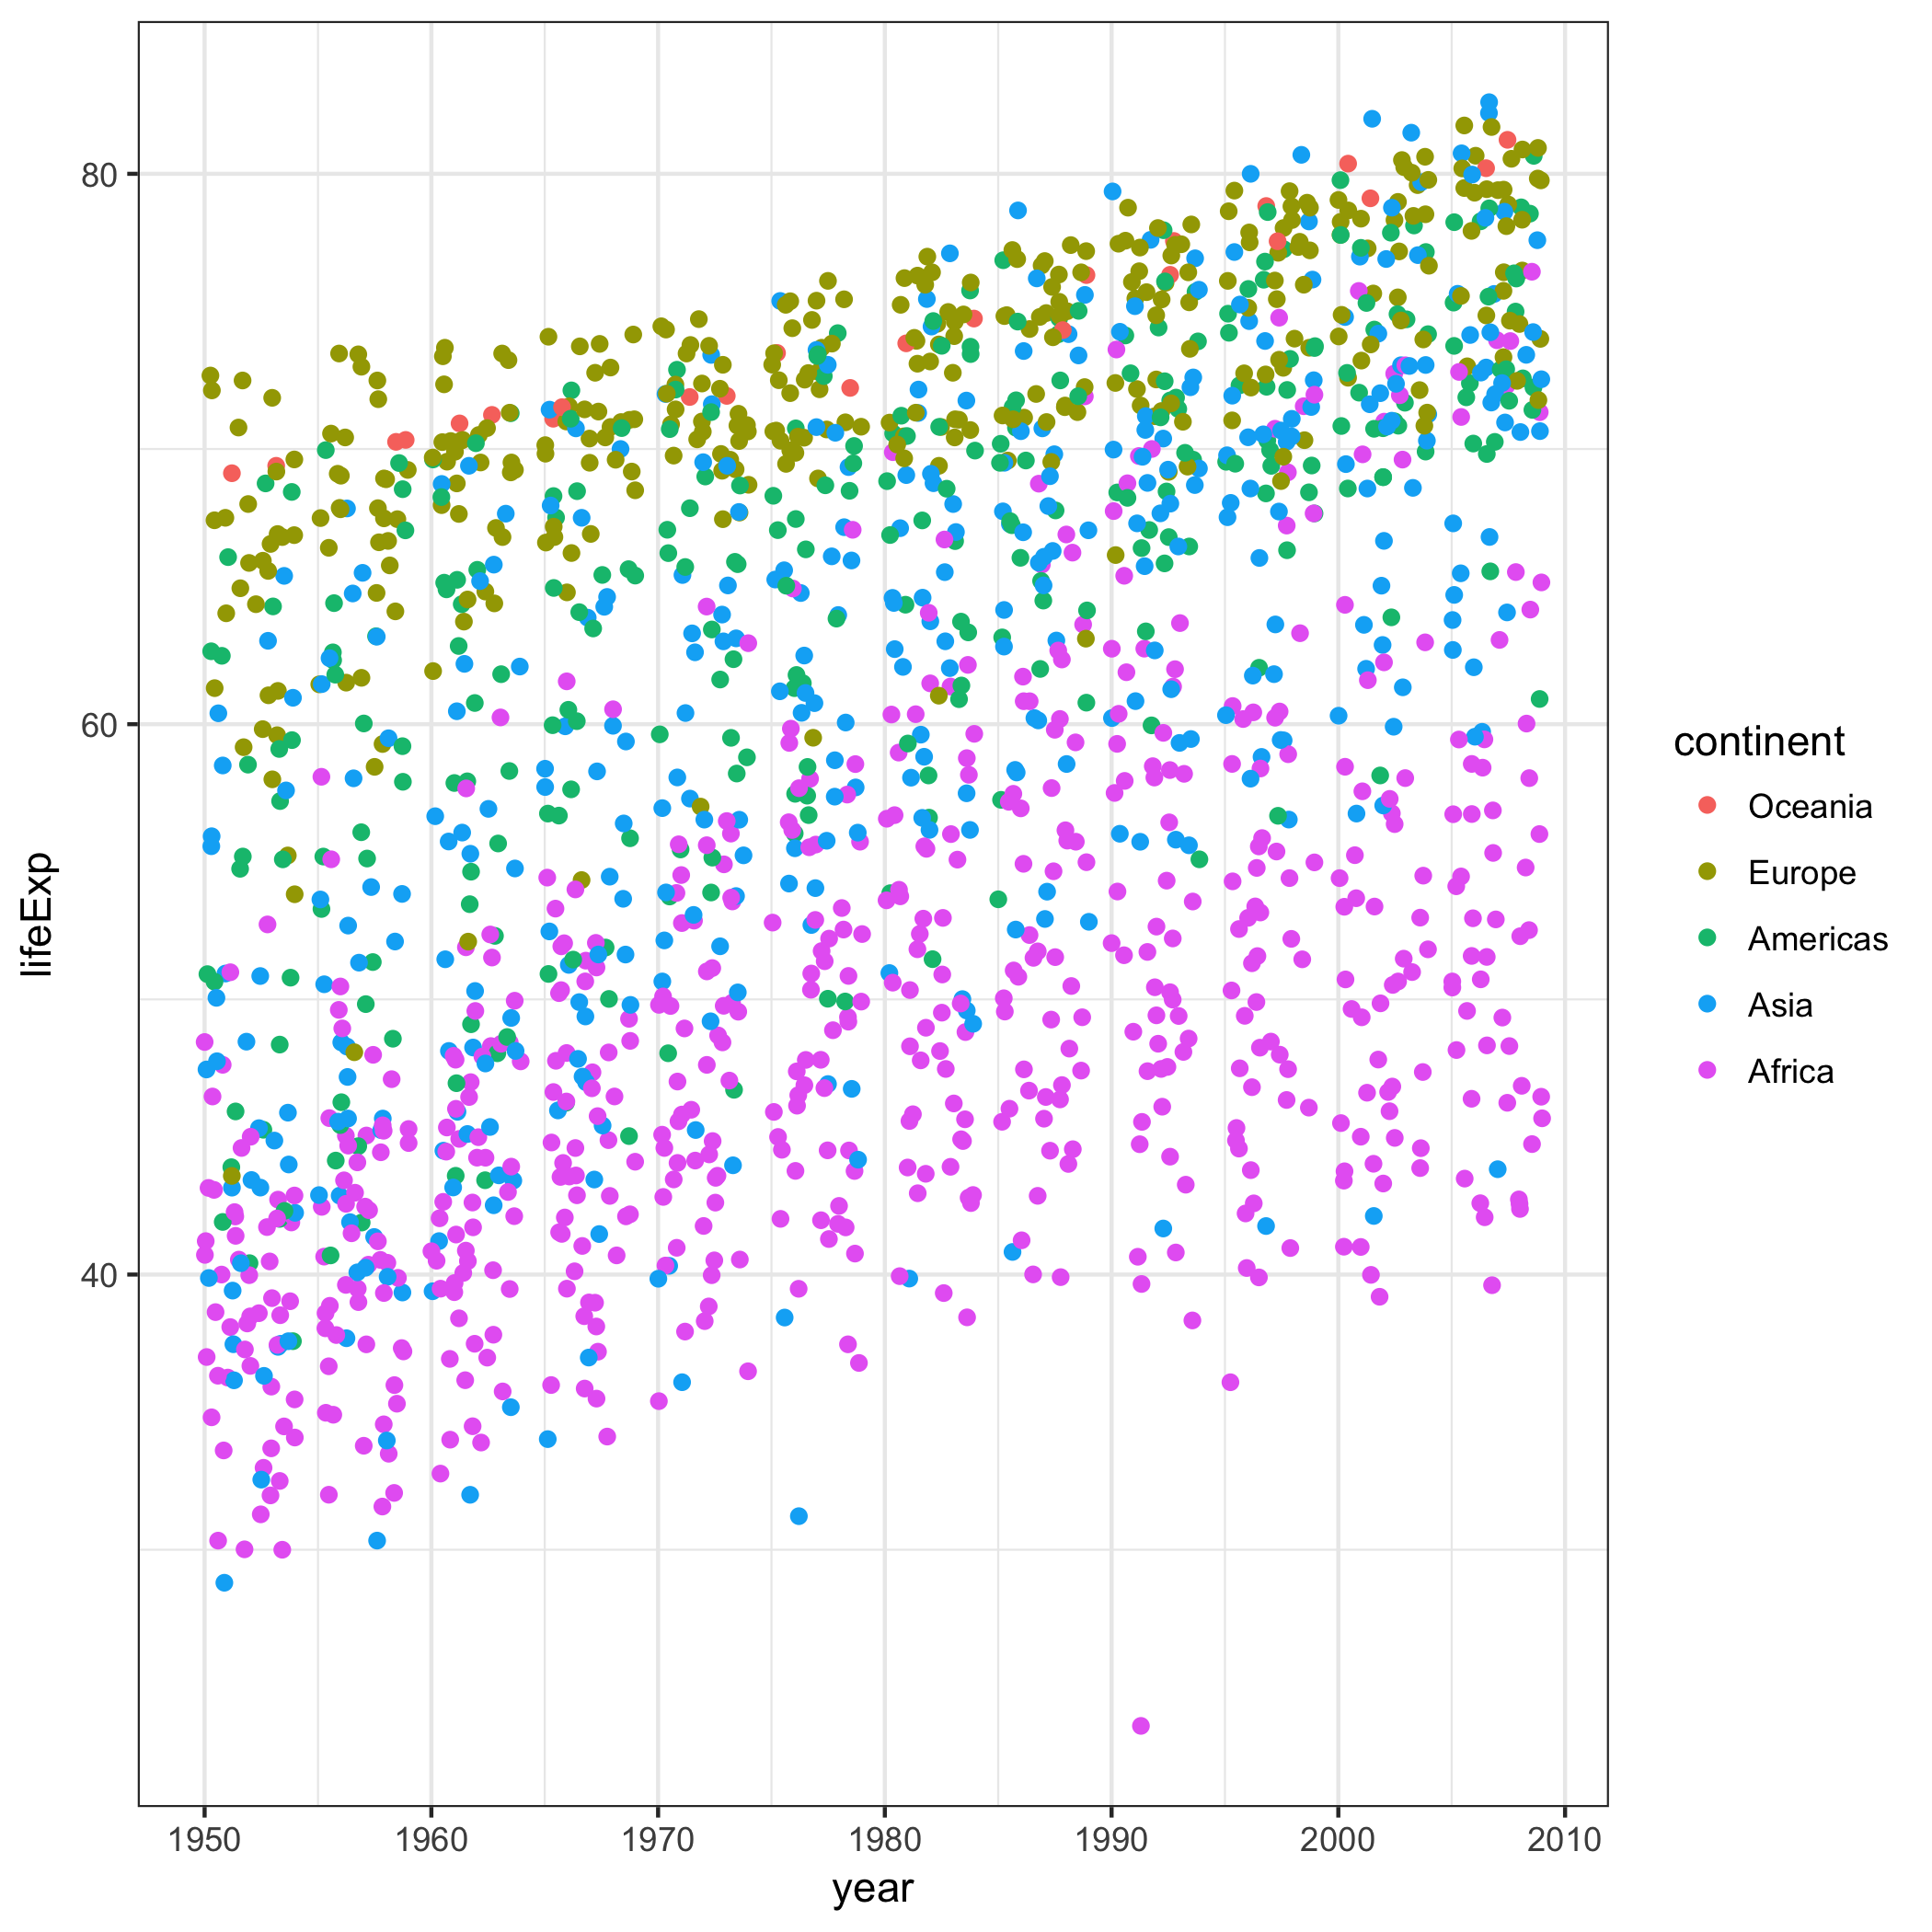 80
60
40
lifeExp
1950 1960 1970 1980 1990 2000 2010
year
continent
Oceania
Europe
Americas
Asia
Africa